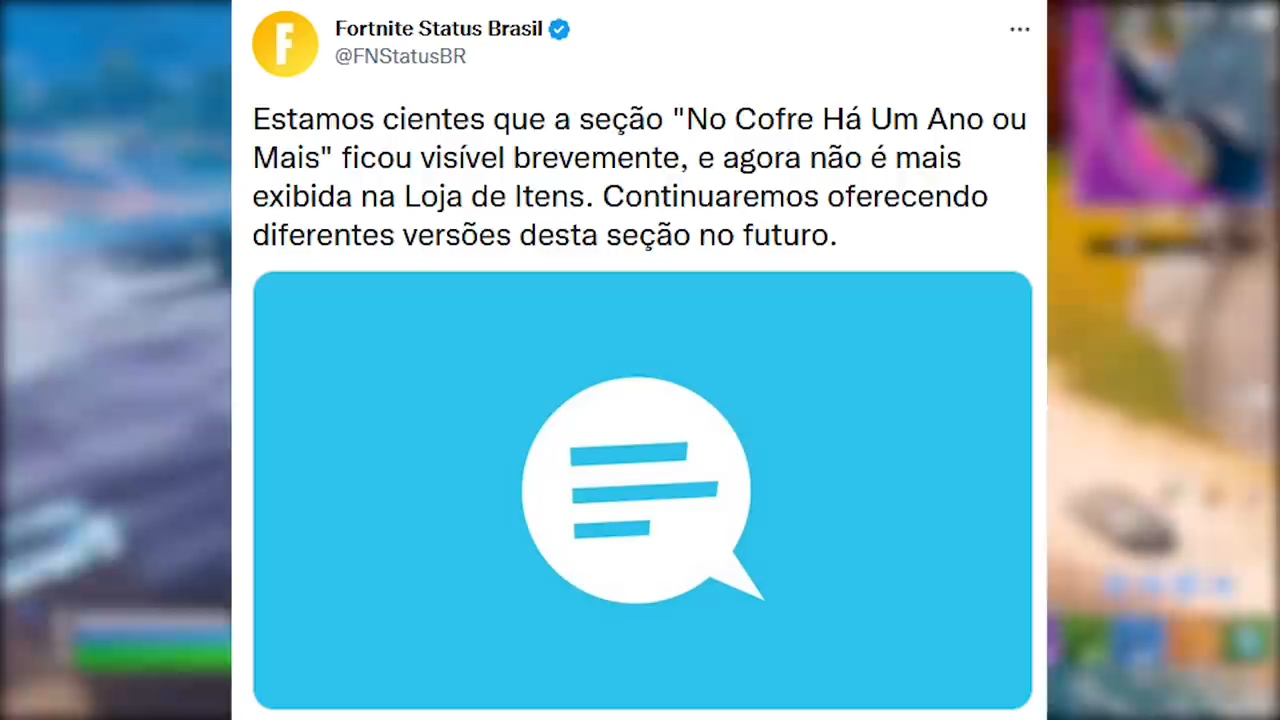 Fortnite Status Brasil
@FNStatusBR
Estamos cientes que a seção "No Cofre Há Um Ano ou
Mais" ficou visível brevemente, e agora não é mais
exibida na Loja de Itens. Continuaremos oferecendo
diferentes versões desta seção no futuro.